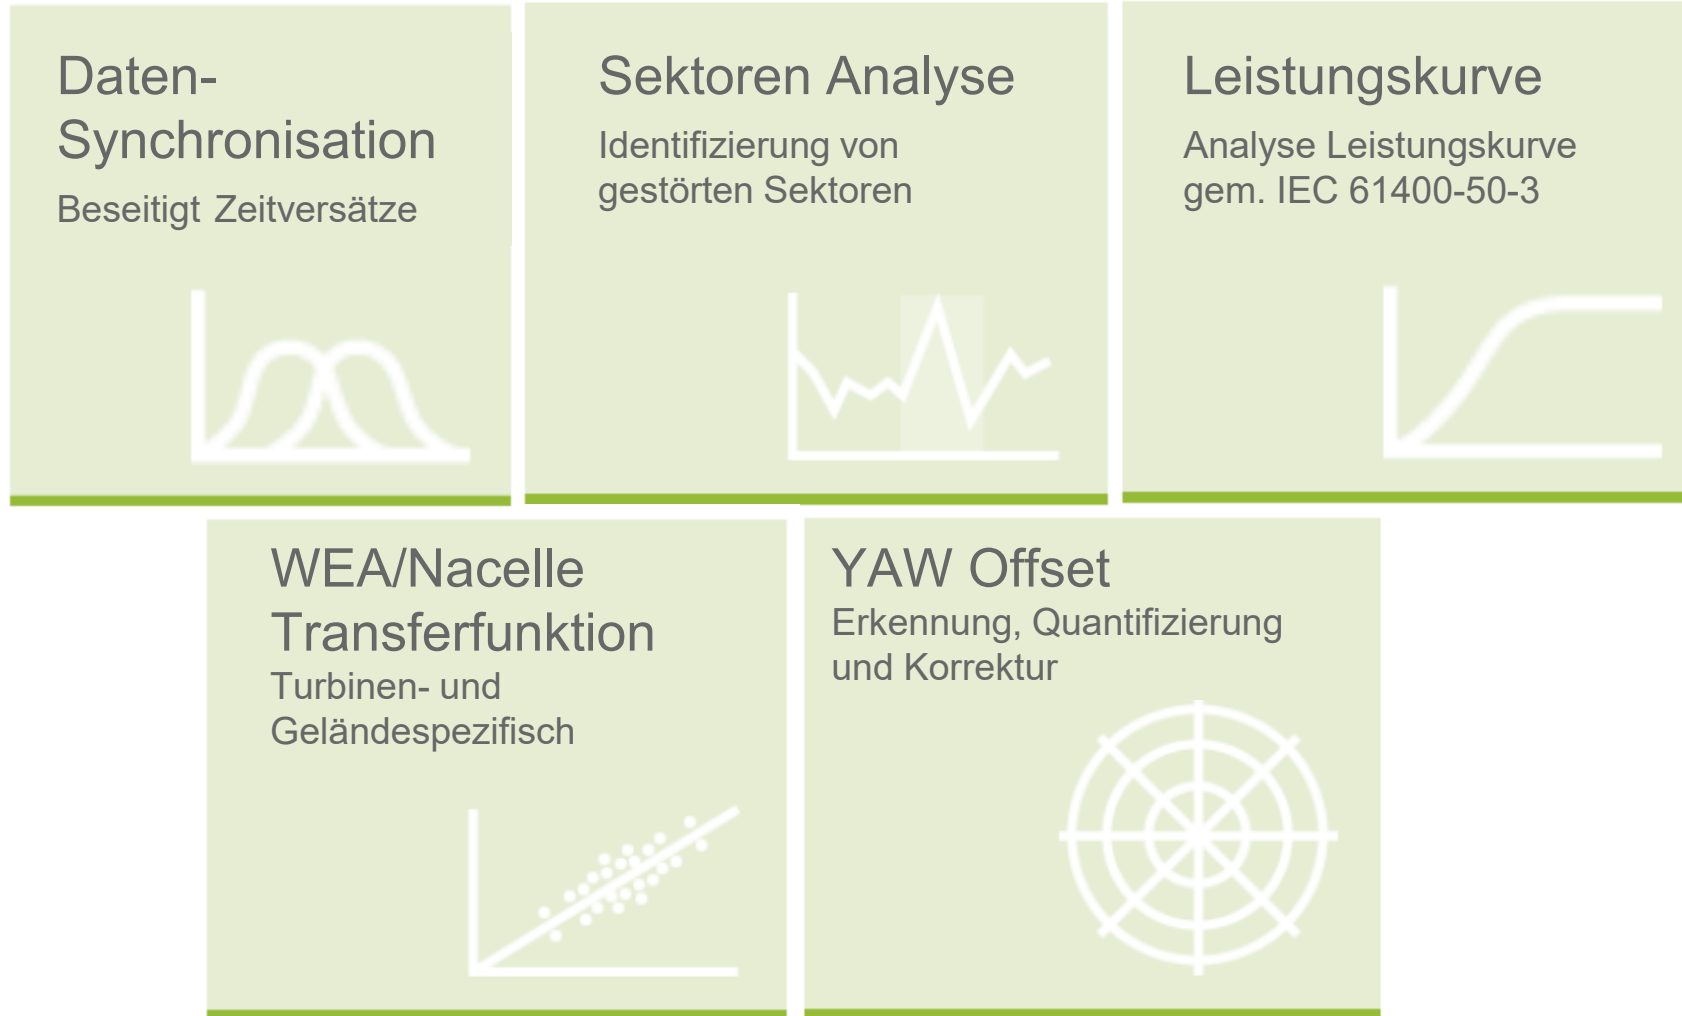 Daten-
Synchronisation
Beseitigt Zeitversätze
Sektoren Analyse
Identifizierung von
gestörten Sektoren
Leistungskurve
Analyse Leistungskurve
gem. IEC 61400-50-3
WEA/Nacelle
Transferfunktion
Turbinen- und
Geländespezifisch
YAW Offset
Erkennung, Quantifizierung
und Korrektur